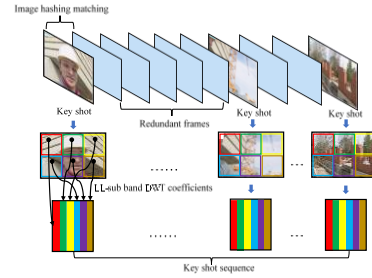 Image hashing matching
Key shot
Redundant frames
Key shot
Key shot
......
...
LL-sub band DWT coefficients
......
...
Key shot sequence